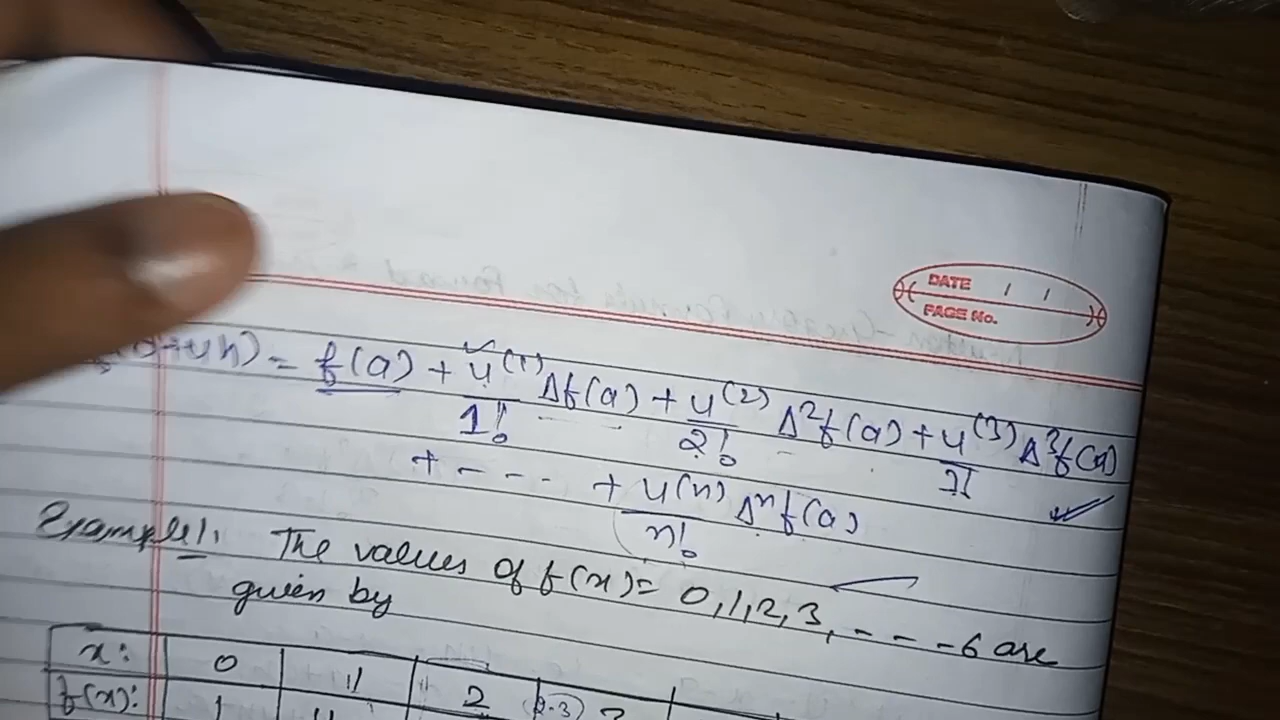 DATE / /
PAGE No.
f(a+uh) = f(a) + u^(1)/1! Δf(a) + u^(2)/2! Δ²f(a) + u^(3)/3! Δ³f(a)
+ - - - - + u^(n)/n! Δⁿf(a)
Example 1: The values of f(x) = 0,1,2,3, - - - -6 are
given by
x: 0 1 2
f(x): 1